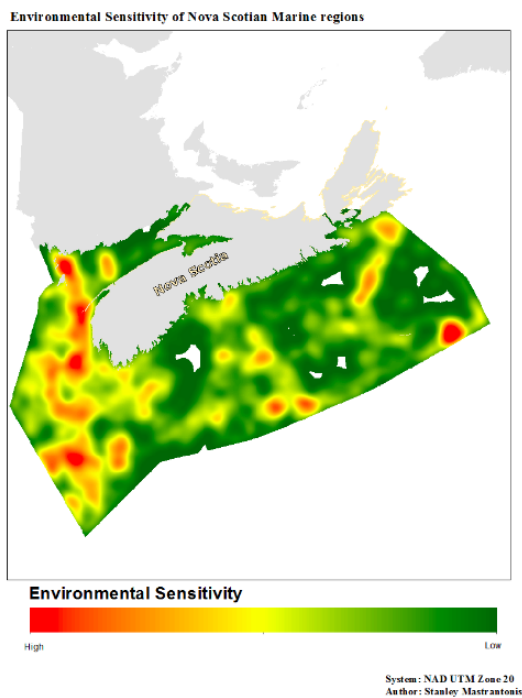 Environmental Sensitivity of Nova Scotian Marine regions
Nova Scotia
Environmental Sensitivity
High
Low
System: NAD UTM Zone 20
Author: Stanley Mastrantonis